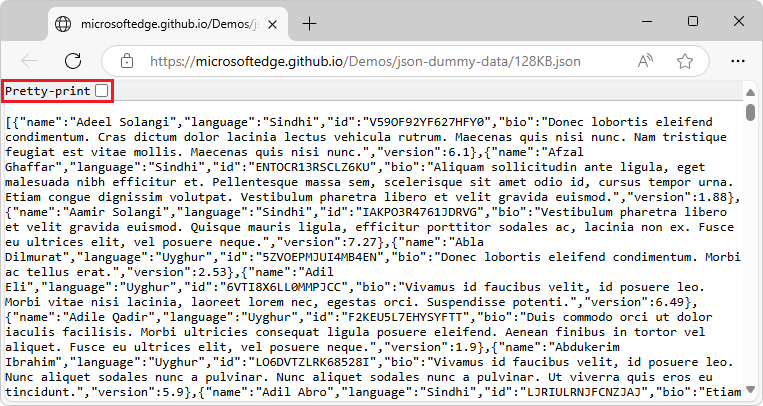 microsoftedge.github.io/Demos/js
https://microsoftedge.github.io/Demos/json-dummy-data/128KB.json
Pretty-print
[{"name":"Adeel Solangi","language":"Sindhi","id":"V59OF92YF627HFY0","bio":"Donec lobortis eleifend
condimentum. Cras dictum dolor lacinia lectus vehicula rutrum. Maecenas quis nisi nunc. Nam tristique
feugiat est vitae mollis. Maecenas quis nisi nunc.","version":6.1},{"name":"Afzal
Ghaffar","language":"Sindhi","id":"ENTOCR13RSCLZ6KU","bio":"Aliquam sollicitudin ante ligula, eget
malesuada nibh efficitur et. Pellentesque massa sem, scelerisque sit amet odio id, cursus tempor urna.
Etiam congue dignissim volutpat. Vestibulum pharetra libero et velit gravida euismod.","version":1.88},
{"name":"Aamir Solangi","language":"Sindhi","id":"IAKPO3R4761JDRVG","bio":"Vestibulum pharetra libero
et velit gravida euismod. Quisque mauris ligula, efficitur porttitor sodales ac, lacinia non ex. Fusce
eu ultrices elit, vel posuere neque.","version":7.27},{"name":"Abla
Dilmurat","language":"Uyghur","id":"5ZVOEPMJUI4MB4EN","bio":"Donec lobortis eleifend condimentum. Morbi
ac tellus erat.","version":2.53},{"name":"Adil
Eli","language":"Uyghur","id":"6VTI8X6LL0MMPJCC","bio":"Vivamus id faucibus velit, id posuere leo.
Morbi vitae nisi lacinia, laoreet lorem nec, egestas orci. Suspendisse potenti.","version":6.49},
{"name":"Adile Qadir","language":"Uyghur","id":"F2KEU5L7EHYSYFTT","bio":"Duis commodo orci ut dolor
iaculis facilisis. Morbi ultricies consequat ligula posuere eleifend. Aenean finibus in tortor vel
aliquet. Fusce eu ultrices elit, vel posuere neque.","version":1.9},{"name":"Abdukerim
Ibrahim","language":"Uyghur","id":"LO6DVTZLRK68528I","bio":"Vivamus id faucibus velit, id posuere leo.
Nunc aliquet sodales nunc a pulvinar. Nunc aliquet sodales nunc a pulvinar. Ut viverra quis eros eu
tincidunt.","version":5.9},{"name":"Adil Abro","language":"Sindhi","id":"LJRIULRNJFCNZJAJ","bio":"Etiam